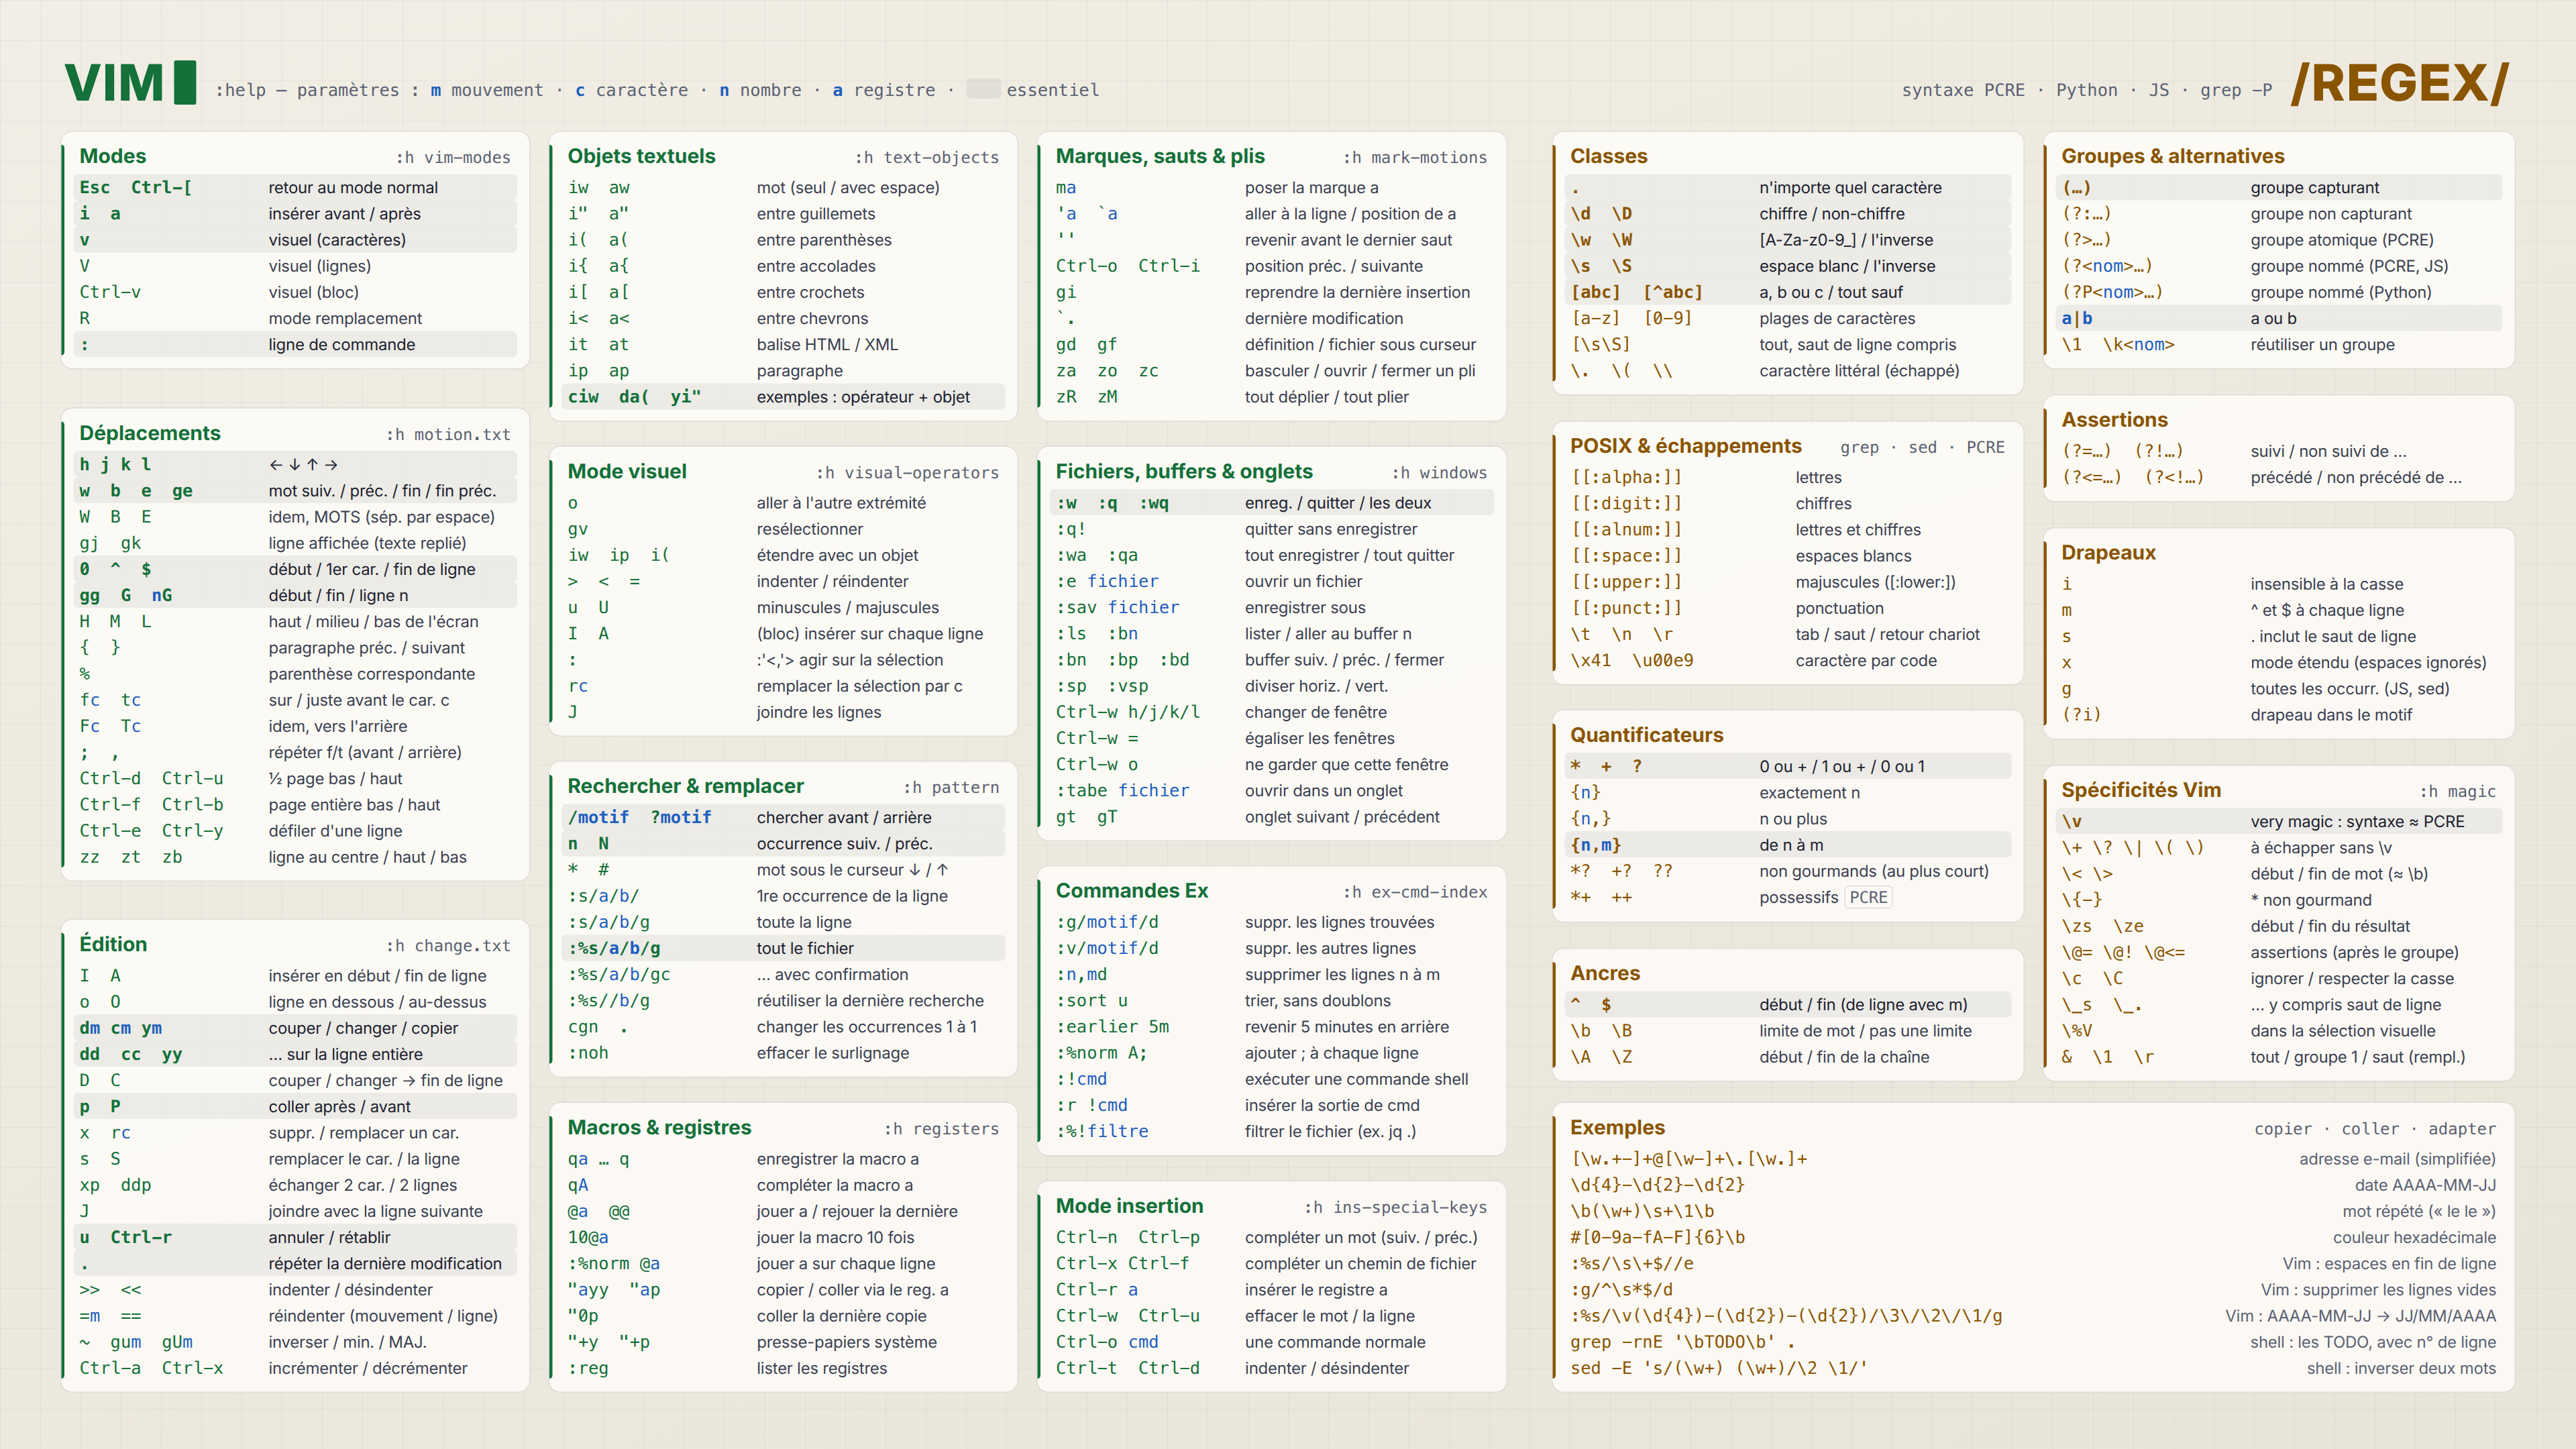 VIM
:help – paramètres : m mouvement · c caractère · n nombre · a registre · essentiel
syntaxe PCRE · Python · JS · grep -P /REGEX/
Modes :h vim-modes
Esc Ctrl-[ retour au mode normal
i a insérer avant / après
v visuel (caractères)
V visuel (lignes)
Ctrl-v visuel (bloc)
R mode remplacement
: ligne de commande
Déplacements :h motion.txt
h j k l ← ↓ ↑ →
w b e ge mot suiv. / préc. / fin / fin préc.
W B E idem, MOTS (sép. par espace)
gj gk ligne affichée (texte replié)
0 ^ $ début / 1er car. / fin de ligne
gg G nG début / fin / ligne n
H M L haut / milieu / bas de l'écran
{ } paragraphe préc. / suivant
% parenthèse correspondante
fc tc sur / juste avant le car. c
Fc Tc idem, vers l'arrière
; , répéter f/t (avant / arrière)
Ctrl-d Ctrl-u ½ page bas / haut
Ctrl-f Ctrl-b page entière bas / haut
Ctrl-e Ctrl-y défiler d'une ligne
zz zt zb ligne au centre / haut / bas
Édition :h change.txt
I A insérer en début / fin de ligne
o O ligne en dessous / au-dessus
dm cm ym couper / changer / copier
dd cc yy … sur la ligne entière
D C couper / changer → fin de ligne
p P coller après / avant
x rc suppr. / remplacer un car.
s S remplacer le car. / la ligne
xp ddp échanger 2 car. / 2 lignes
J joindre avec la ligne suivante
u Ctrl-r annuler / rétablir
. répéter la dernière modification
>> << indenter / désindenter
=m == réindenter (mouvement / ligne)
~ gum gUm inverser / min. / MAJ.
Ctrl-a Ctrl-x incrémenter / décrémenter
Objets textuels :h text-objects
iw aw mot (seul / avec espace)
i" a" entre guillemets
i( a( entre parenthèses
i{ a{ entre accolades
i[ a[ entre crochets
i< a< entre chevrons
it at balise HTML / XML
ip ap paragraphe
ciw da( yi" exemples : opérateur + objet
Mode visuel :h visual-operators
o aller à l'autre extrémité
gv resélectionner
iw ip i( étendre avec un objet
> < = indenter / réindenter
u U minuscules / majuscules
I A (bloc) insérer sur chaque ligne
: :'<,'> agir sur la sélection
rc remplacer la sélection par c
J joindre les lignes
Rechercher & remplacer :h pattern
/motif ?motif chercher avant / arrière
n N occurrence suiv. / préc.
* # mot sous le curseur ↓ / ↑
:s/a/b/ 1re occurrence de la ligne
:s/a/b/g toute la ligne
:%s/a/b/g tout le fichier
:%s/a/b/gc … avec confirmation
:%s//b/g réutiliser la dernière recherche
cgn . changer les occurrences 1 à 1
:noh effacer le surlignage
Macros & registres :h registers
qa … q enregistrer la macro a
qA compléter la macro a
@a @@ jouer a / rejouer la dernière
10@a jouer la macro 10 fois
:%norm @a jouer a sur chaque ligne
"ayy "ap copier / coller via le reg. a
"0p coller la dernière copie
"+y "+p presse-papiers système
:reg lister les registres
Marques, sauts & plis :h mark-motions
ma poser la marque a
'a `a aller à la ligne / position de a
'' revenir avant le dernier saut
Ctrl-o Ctrl-i position préc. / suivante
gi reprendre la dernière insertion
`. dernière modification
gd gf définition / fichier sous curseur
za zo zc basculer / ouvrir / fermer un pli
zR zM tout déplier / tout plier
Fichiers, buffers & onglets :h windows
:w :q :wq enreg. / quitter / les deux
:q! quitter sans enregistrer
:wa :qa tout enregistrer / tout quitter
:e fichier ouvrir un fichier
:sav fichier enregistrer sous
:ls :bn lister / aller au buffer n
:bn :bp :bd buffer suiv. / préc. / fermer
:sp :vsp diviser horiz. / vert.
Ctrl-w h/j/k/l changer de fenêtre
Ctrl-w = égaliser les fenêtres
Ctrl-w o ne garder que cette fenêtre
:tabe fichier ouvrir dans un onglet
gt gT onglet suivant / précédent
Commandes Ex :h ex-cmd-index
:g/motif/d suppr. les lignes trouvées
:v/motif/d suppr. les autres lignes
:n,md supprimer les lignes n à m
:sort u trier, sans doublons
:earlier 5m revenir 5 minutes en arrière
:%norm A; ajouter ; à chaque ligne
:!cmd exécuter une commande shell
:r !cmd insérer la sortie de cmd
:%!filtre filtrer le fichier (ex. jq .)
Mode insertion :h ins-special-keys
Ctrl-n Ctrl-p compléter un mot (suiv. / préc.)
Ctrl-x Ctrl-f compléter un chemin de fichier
Ctrl-r a insérer le registre a
Ctrl-w Ctrl-u effacer le mot / la ligne
Ctrl-o cmd une commande normale
Ctrl-t Ctrl-d indenter / désindenter
Classes
. n'importe quel caractère
\d \D chiffre / non-chiffre
\w \W [A-Za-z0-9_] / l'inverse
\s \S espace blanc / l'inverse
[abc] [^abc] a, b ou c / tout sauf
[a-z] [0-9] plages de caractères
[\s\S] tout, saut de ligne compris
\. \( \\ caractère littéral (échappé)
POSIX & échappements grep · sed · PCRE
[[:alpha:]] lettres
[[:digit:]] chiffres
[[:alnum:]] lettres et chiffres
[[:space:]] espaces blancs
[[:upper:]] majuscules ([:lower:])
[[:punct:]] ponctuation
\t \n \r tab / saut / retour chariot
\x41 \u00e9 caractère par code
Quantificateurs
* + ? 0 ou + / 1 ou + / 0 ou 1
{n} exactement n
{n,} n ou plus
{n,m} de n à m
*? +? ?? non gourmands (au plus court)
*+ ++ possessifs PCRE
Ancres
^ $ début / fin (de ligne avec m)
\b \B limite de mot / pas une limite
\A \Z début / fin de la chaîne
Groupes & alternatives
(…) groupe capturant
(?:…) groupe non capturant
(?>…) groupe atomique (PCRE)
(?<nom>…) groupe nommé (PCRE, JS)
(?P<nom>…) groupe nommé (Python)
a|b a ou b
\1 \k<nom> réutiliser un groupe
Assertions
(?=…) (?!…) suivi / non suivi de …
(?<=…) (?<!…) précédé / non précédé de …
Drapeaux
i insensible à la casse
m ^ et $ à chaque ligne
s . inclut le saut de ligne
x mode étendu (espaces ignorés)
g toutes les occurr. (JS, sed)
(?i) drapeau dans le motif
Spécificités Vim :h magic
\v very magic : syntaxe ≈ PCRE
\+ \? \| \( \) à échapper sans \v
\< \> début / fin de mot (≈ \b)
\{-} * non gourmand
\zs \ze début / fin du résultat
\@= \@! \@<= assertions (après le groupe)
\c \C ignorer / respecter la casse
\_s \_. … y compris saut de ligne
\%V dans la sélection visuelle
& \1 \r tout / groupe 1 / saut (rempl.)
Exemples copier · coller · adapter
[\w.+-]+@[\w-]+\.[\w.]+ adresse e-mail (simplifiée)
\d{4}-\d{2}-\d{2} date AAAA-MM-JJ
\b(\w+)\s+\1\b mot répété (« le le »)
#[0-9a-fA-F]{6}\b couleur hexadécimale
:%s/\s\+$//e Vim : espaces en fin de ligne
:g/^\s*$/d Vim : supprimer les lignes vides
:%s/\v(\d{4})-(\d{2})-(\d{2})/\3\/\2\/\1/g Vim : AAAA-MM-JJ → JJ/MM/AAAA
grep -rnE '\bTODO\b' . shell : les TODO, avec n° de ligne
sed -E 's/(\w+) (\w+)/\2 \1/' shell : inverser deux mots